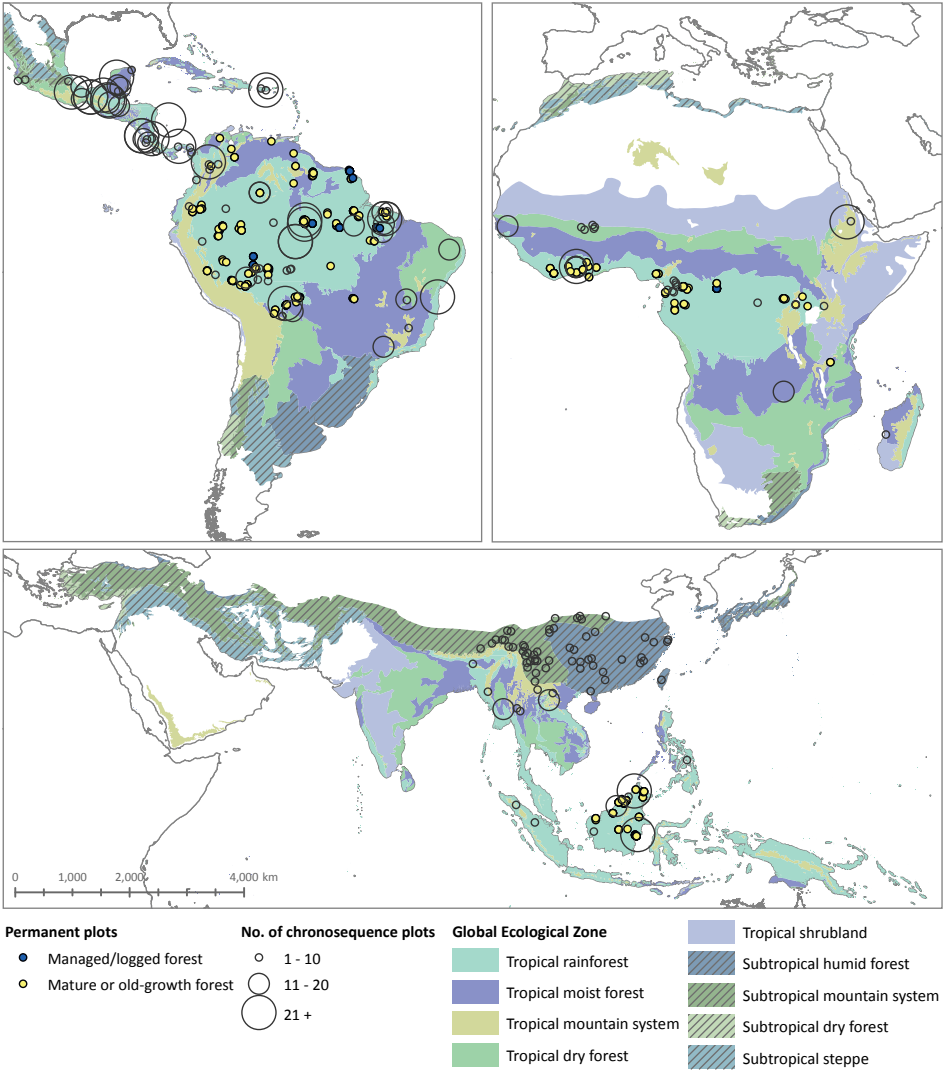 0 1,000 2,000 4,000 km
Permanent plots
Managed/logged forest
Mature or old-growth forest
No. of chronosequence plots
1 - 10
11 - 20
21 +
Global Ecological Zone
Tropical rainforest
Tropical moist forest
Tropical mountain system
Tropical dry forest
Tropical shrubland
Subtropical humid forest
Subtropical mountain system
Subtropical dry forest
Subtropical steppe